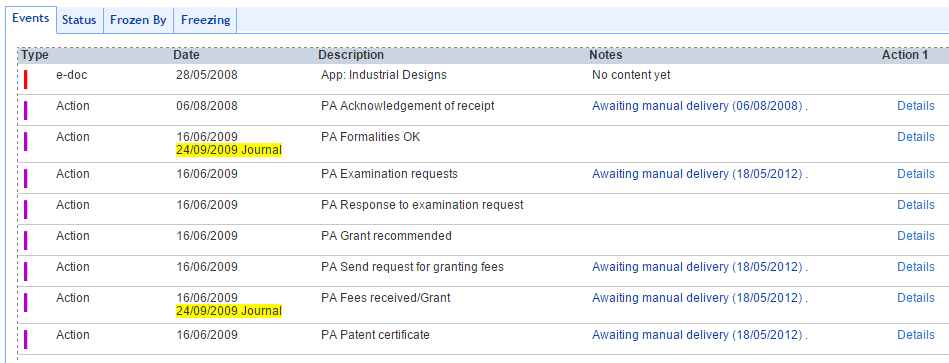 Events Status Frozen By Freezing
Type Date Description Notes Action 1
e-doc 28/05/2008 App: Industrial Designs No content yet
Action 06/08/2008 PA Acknowledgement of receipt Awaiting manual delivery (06/08/2008) . Details
Action 16/06/2009 PA Formalities OK Details
24/09/2009 Journal
Action 16/06/2009 PA Examination requests Awaiting manual delivery (18/05/2012) . Details
Action 16/06/2009 PA Response to examination request Details
Action 16/06/2009 PA Grant recommended Details
Action 16/06/2009 PA Send request for granting fees Awaiting manual delivery (18/05/2012) . Details
Action 16/06/2009 PA Fees received/Grant Awaiting manual delivery (18/05/2012) . Details
24/09/2009 Journal
Action 16/06/2009 PA Patent certificate Awaiting manual delivery (18/05/2012) . Details